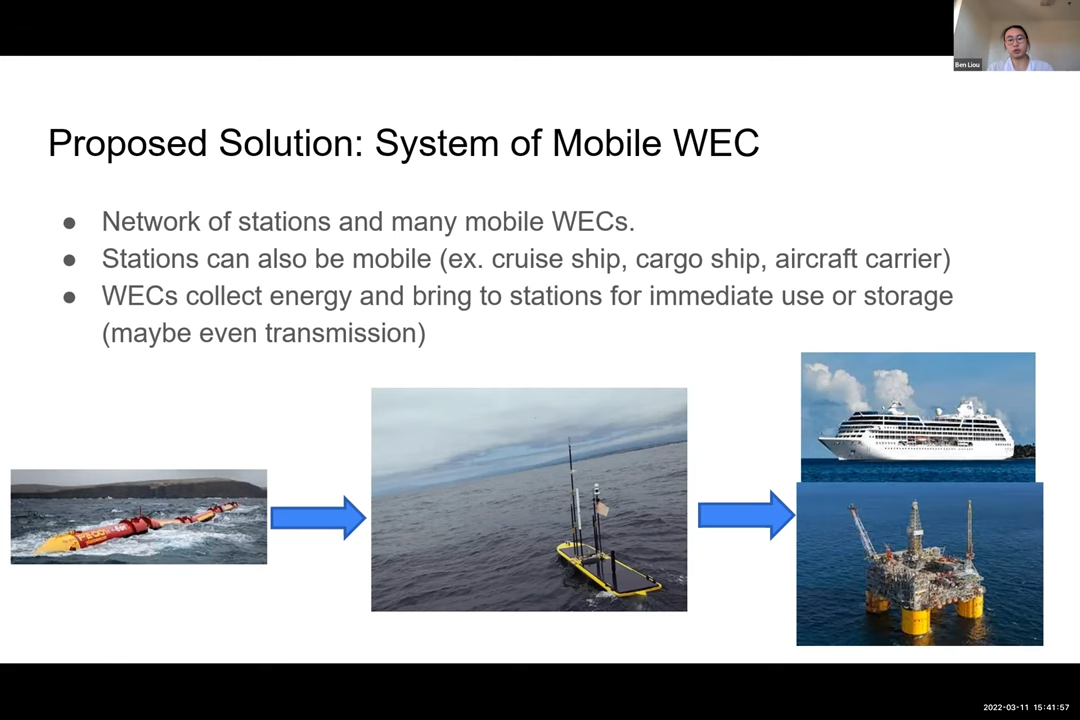 Ben Liou
Proposed Solution: System of Mobile WEC
● Network of stations and many mobile WECs.
● Stations can also be mobile (ex. cruise ship, cargo ship, aircraft carrier)
● WECs collect energy and bring to stations for immediate use or storage
(maybe even transmission)
2022-03-11 15:41:57